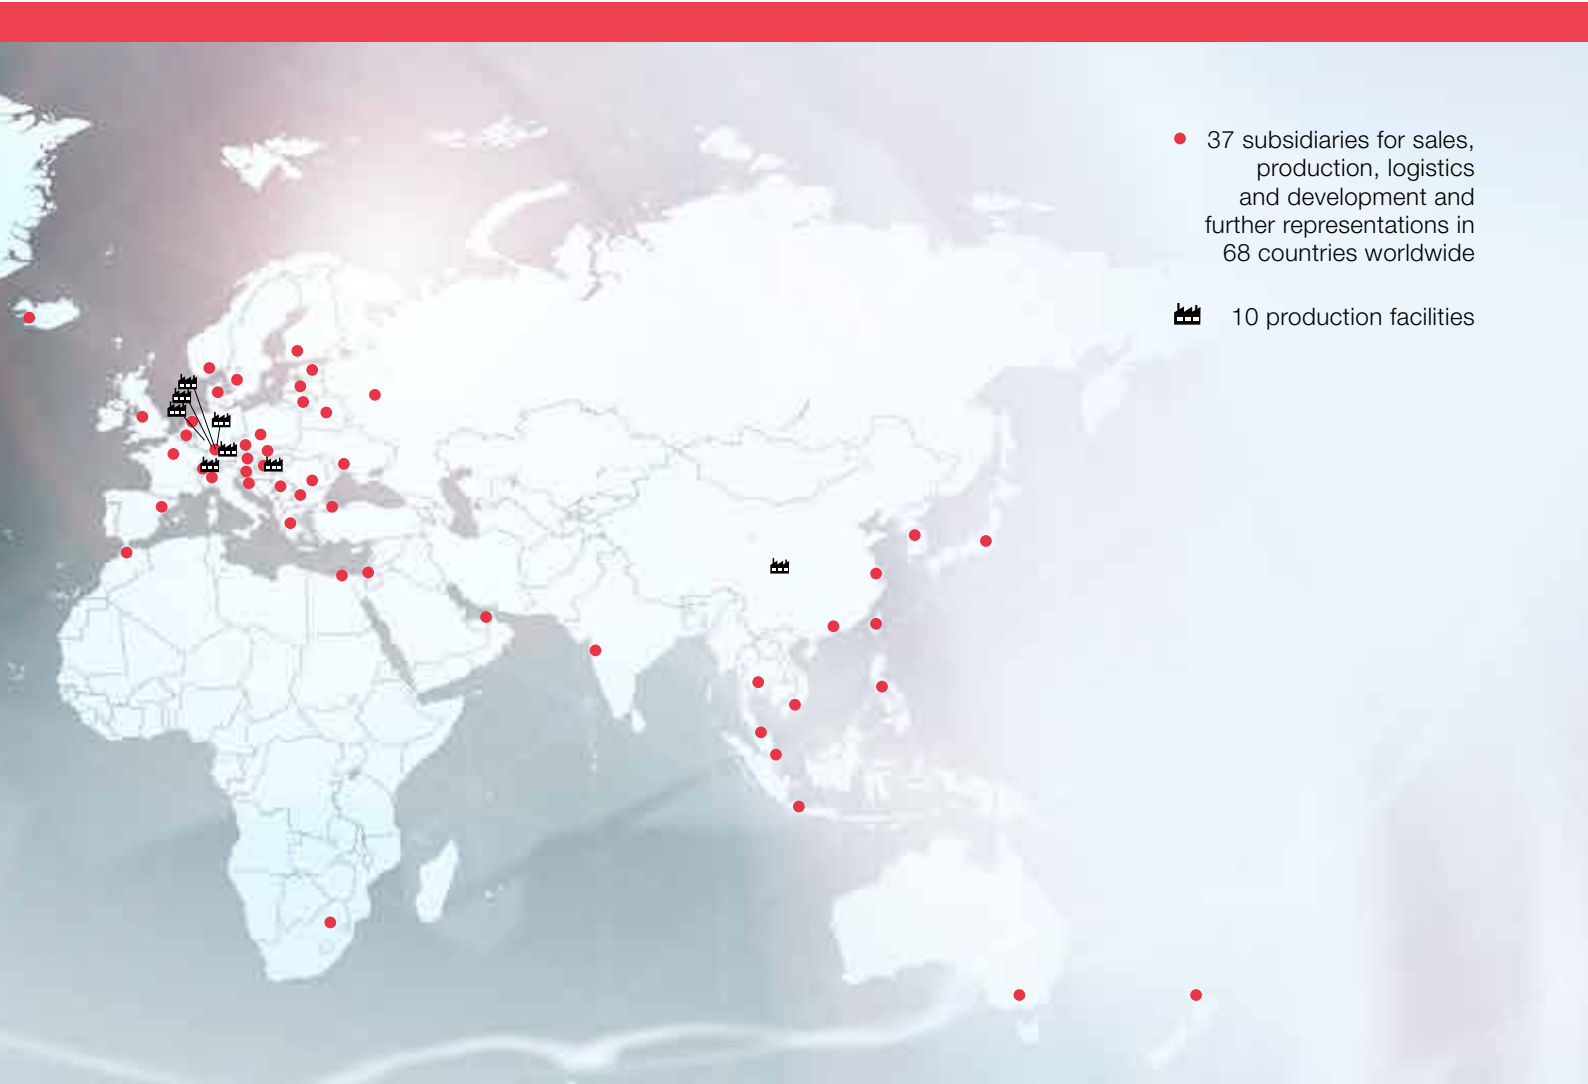 37 subsidiaries for sales,
production, logistics
and development and
further representations in
68 countries worldwide
10 production facilities